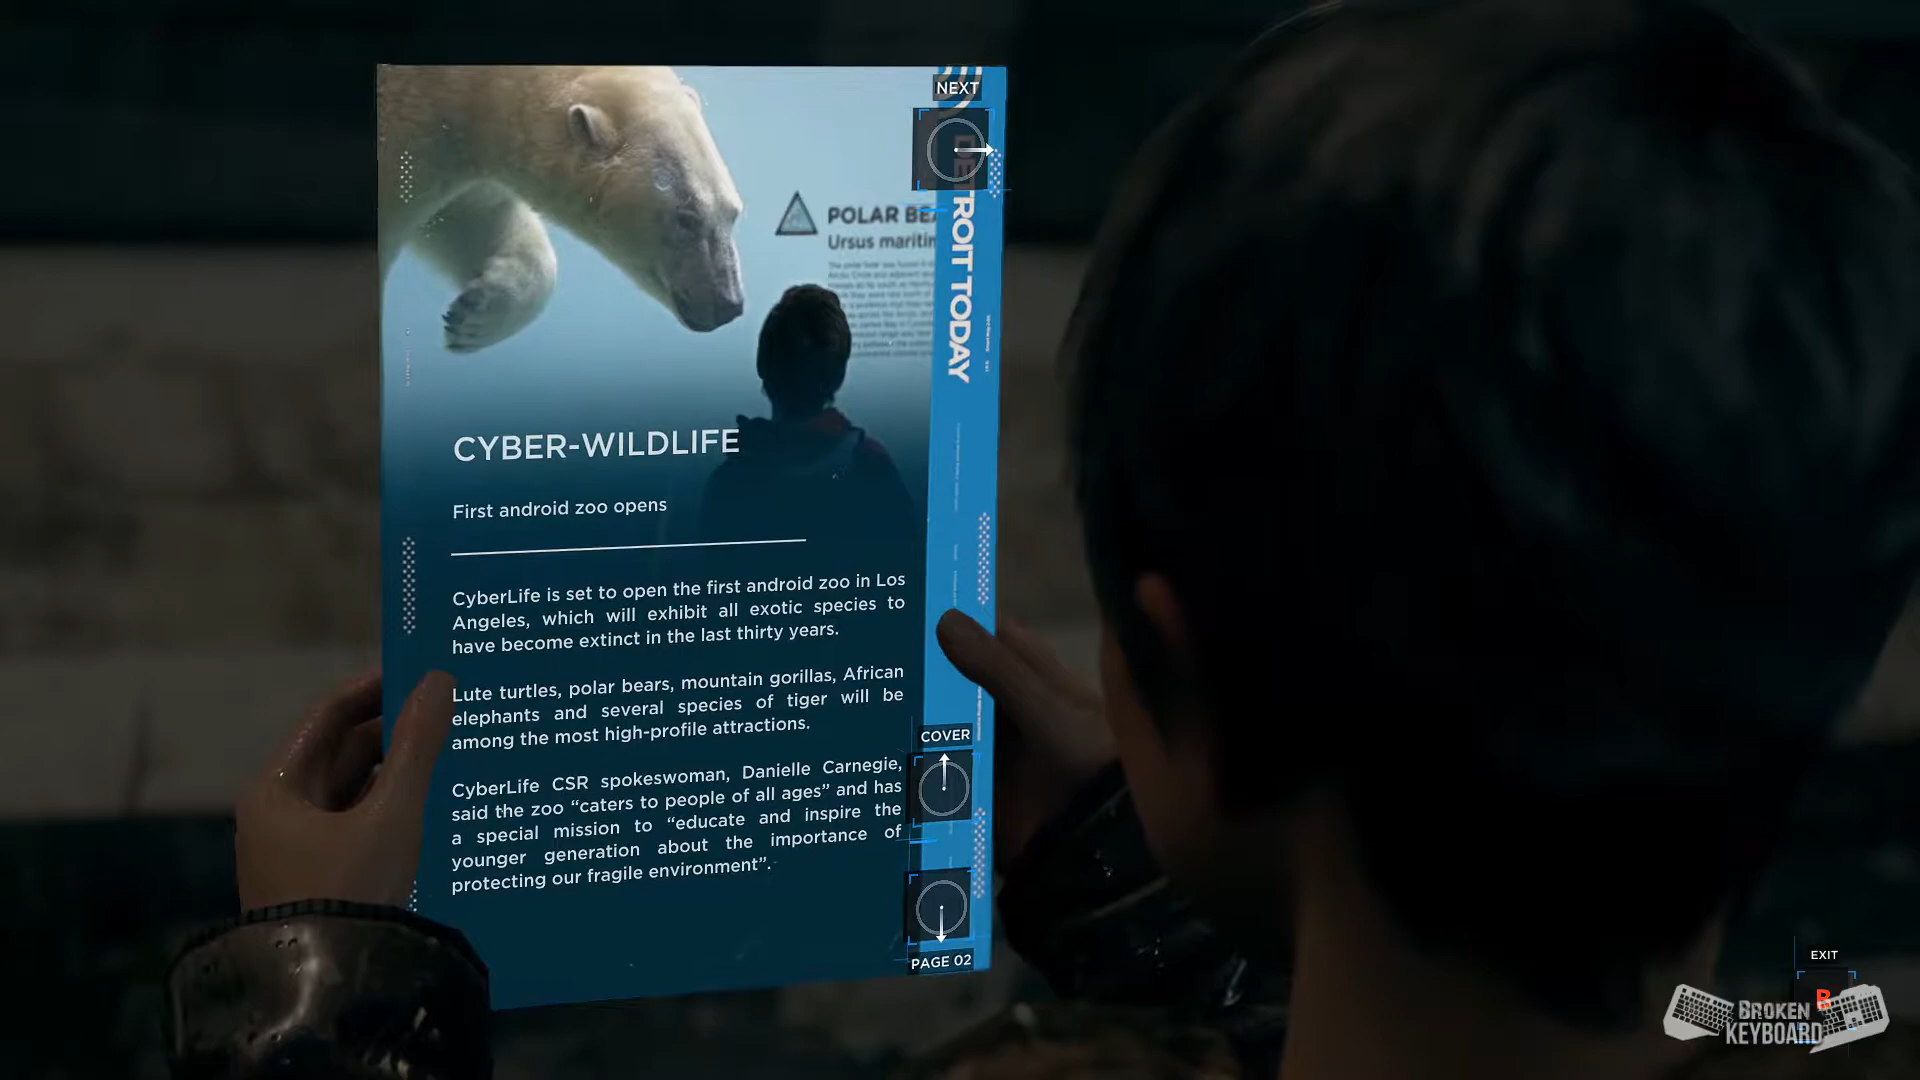 NEXT
DETROIT TODAY
POLAR
Ursus
CYBER-WILDLIFE
First android zoo opens
CyberLife is set to open the first android zoo in Los
Angeles, which will exhibit all exotic species to
have become extinct in the last thirty years.
Lute turtles, polar bears, mountain gorillas, African
elephants and several species of tiger will be
among the most high-profile attractions.
CyberLife CSR spokeswoman, Danielle Carnegie,
said the zoo “caters to people of all ages” and has
a special mission to “educate and inspire the
younger generation about the importance of
protecting our fragile environment”.
COVER
PAGE 02
EXIT
B
BROKEN
KEYBOARD